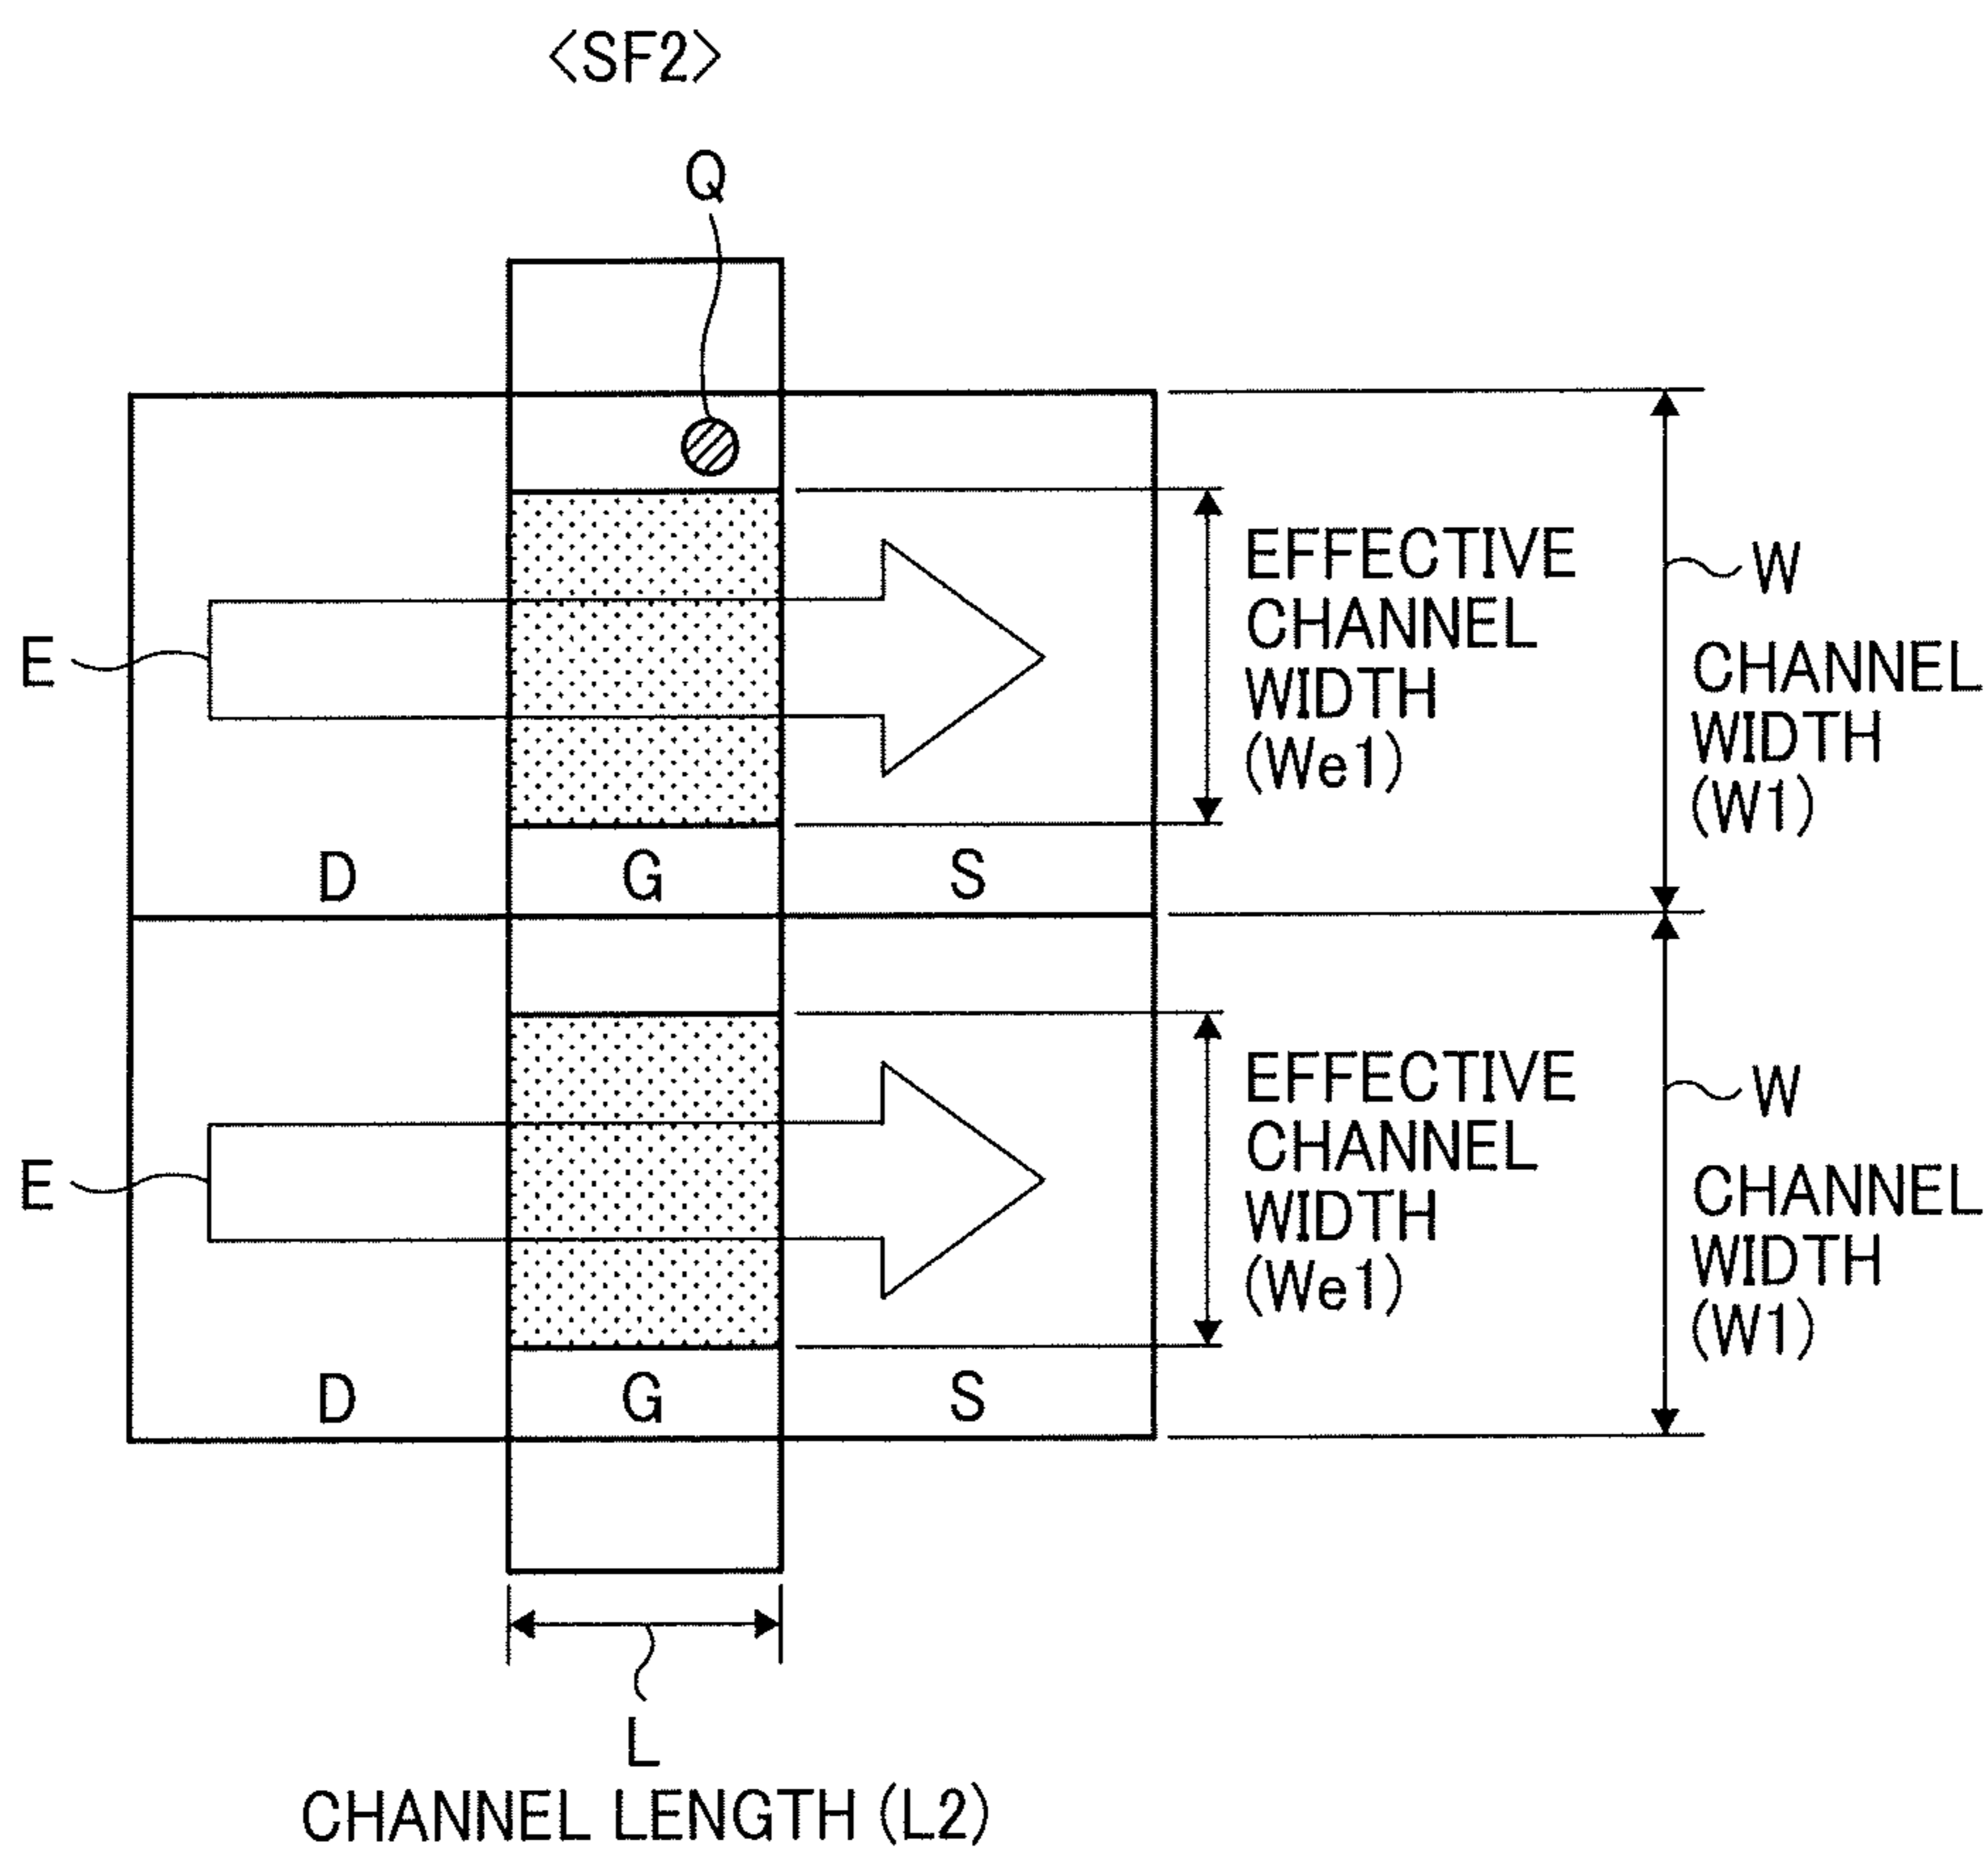 <SF2>
Q
EFFECTIVE
CHANNEL
WIDTH
(We1)
W
CHANNEL
WIDTH
(W1)
E
D
G
S
EFFECTIVE
CHANNEL
WIDTH
(We1)
W
CHANNEL
WIDTH
(W1)
E
D
G
S
L
CHANNEL LENGTH (L2)